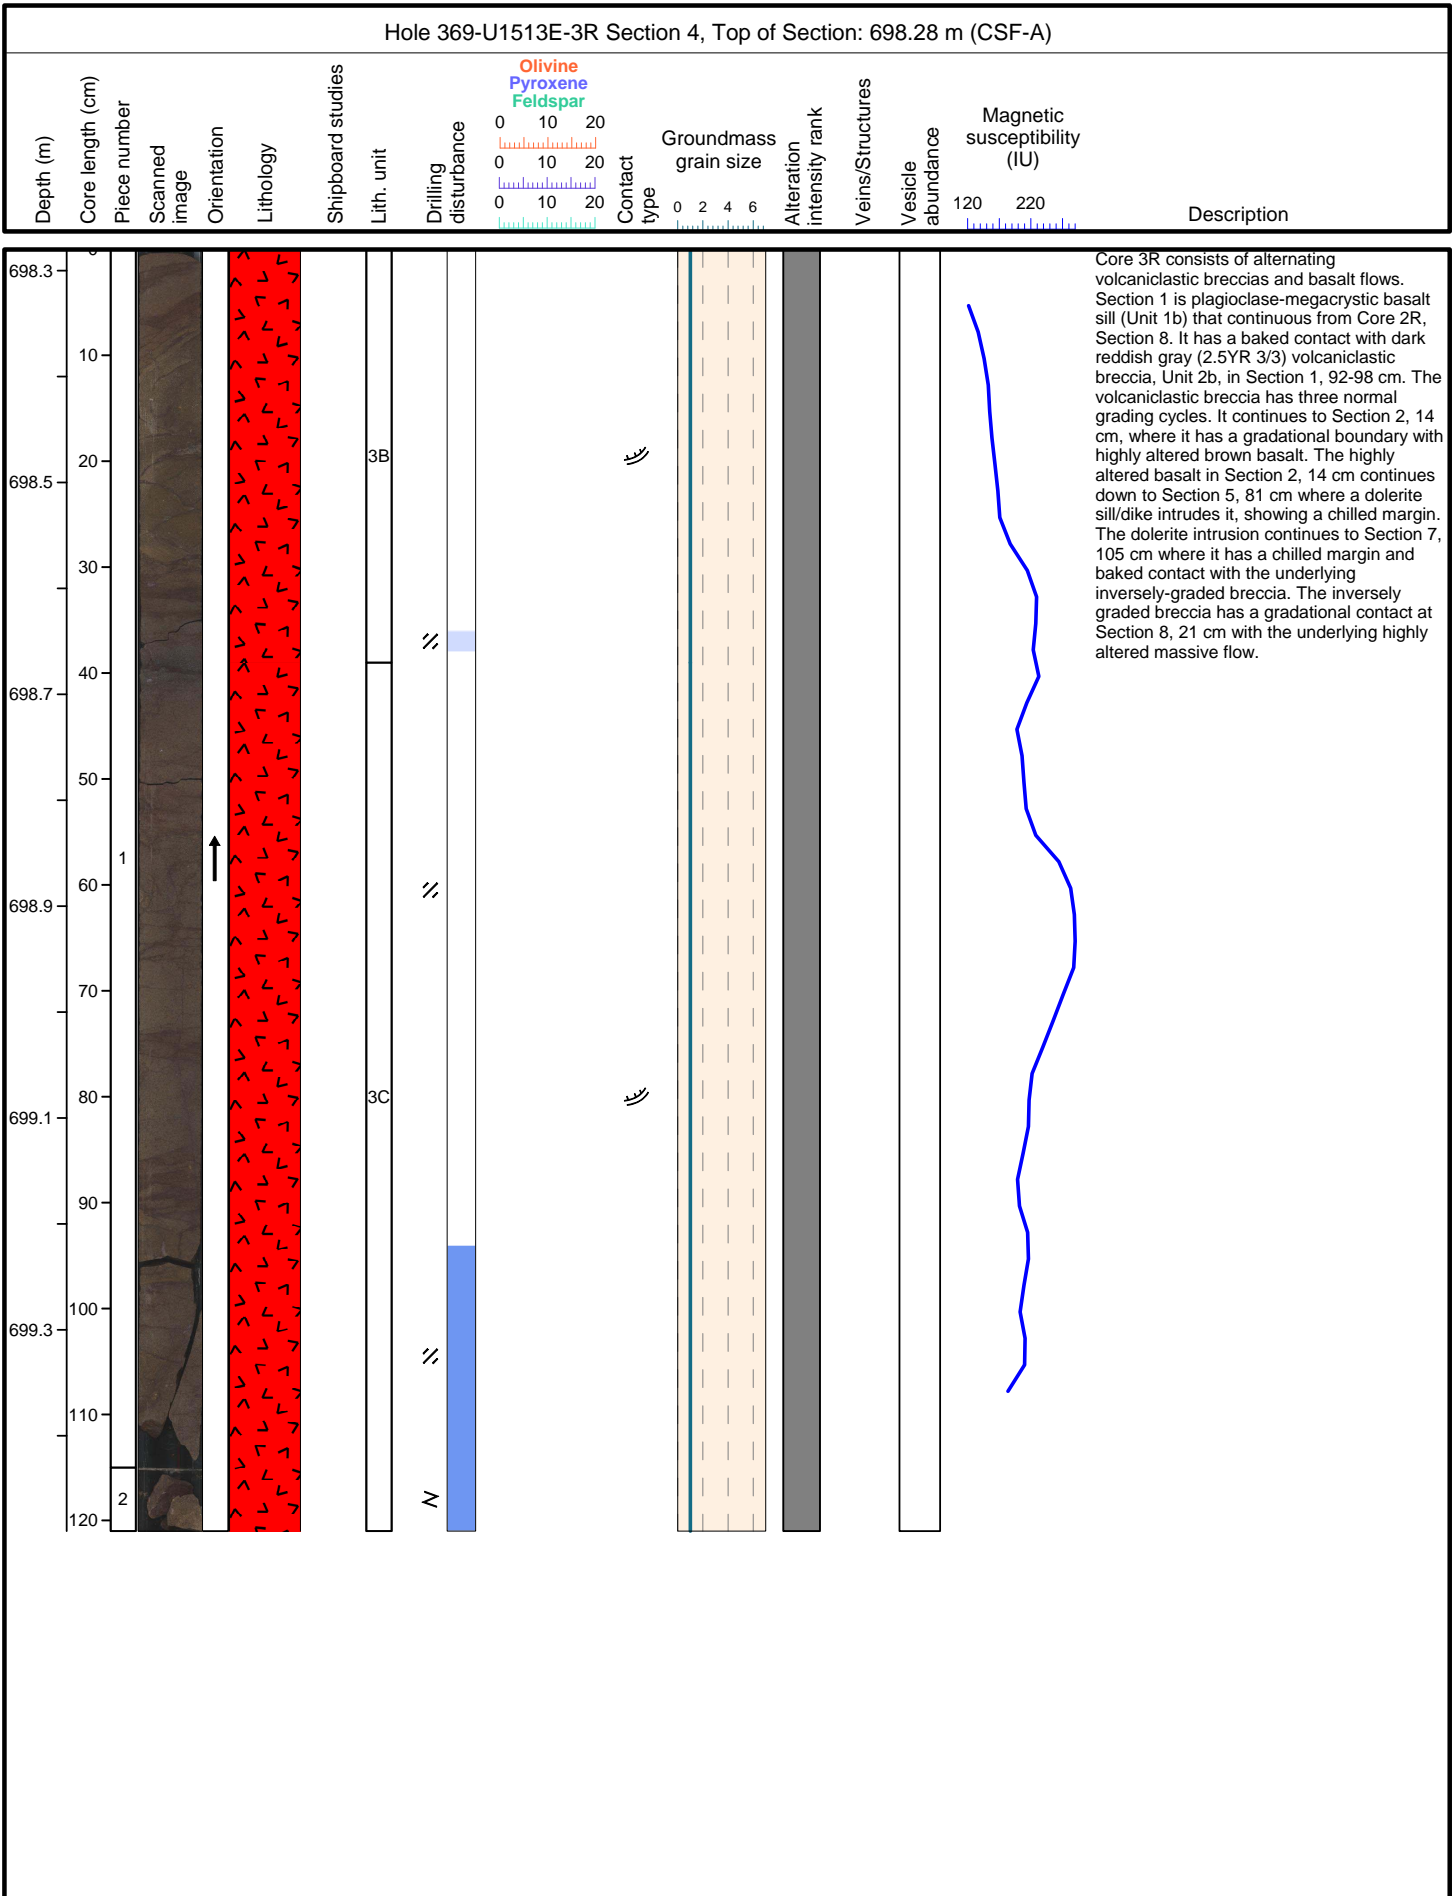 Hole 369-U1513E-3R Section 4, Top of Section: 698.28 m (CSF-A)
Depth (m)
Core length (cm)
Piece number
Scanned image
Orientation
Lithology
Shipboard studies
Lith. unit
Drilling disturbance
Olivine
Pyroxene
Feldspar
0 10 20
0 10 20
0 10 20
Contact type
Groundmass
grain size
0 2 4 6
Alteration intensity rank
Veins/Structures
Vesicle abundance
Magnetic
susceptibility
(IU)
120 220
Description
698.3
698.5
698.7
698.9
699.1
699.3
10
20
30
40
50
60
70
80
90
100
110
120
1
2
3B
3C
Core 3R consists of alternating
volcaniclastic breccias and basalt flows.
Section 1 is plagioclase-megacrystic basalt
sill (Unit 1b) that continuous from Core 2R,
Section 8. It has a baked contact with dark
reddish gray (2.5YR 3/3) volcaniclastic
breccia, Unit 2b, in Section 1, 92-98 cm. The
volcaniclastic breccia has three normal
grading cycles. It continues to Section 2, 14
cm, where it has a gradational boundary with
highly altered brown basalt. The highly
altered basalt in Section 2, 14 cm continues
down to Section 5, 81 cm where a dolerite
sill/dike intrudes it, showing a chilled margin.
The dolerite intrusion continues to Section 7,
105 cm where it has a chilled margin and
baked contact with the underlying
inversely-graded breccia. The inversely
graded breccia has a gradational contact at
Section 8, 21 cm with the underlying highly
altered massive flow.